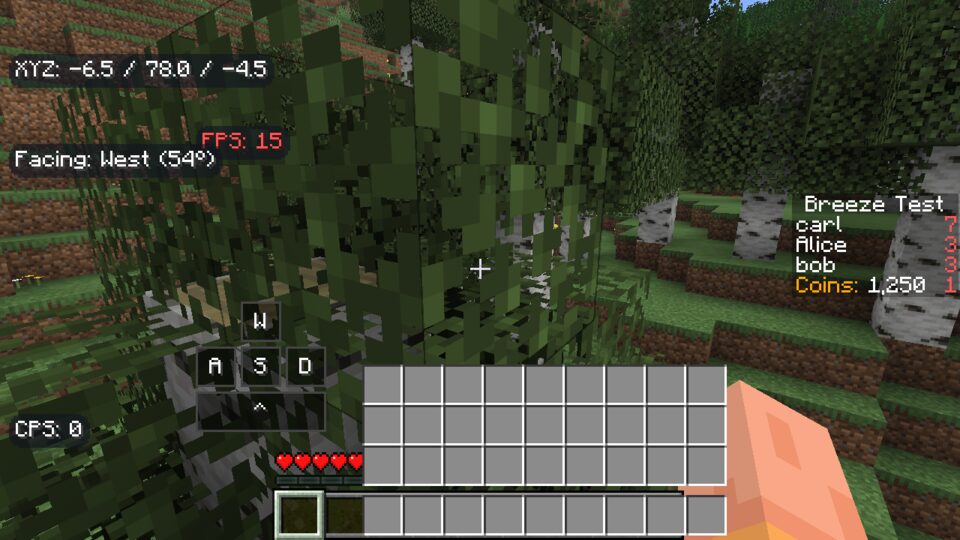 XYZ: -6.5 / 78.0 / -4.5
FPS: 15
Facing: West (54°)
Breeze Test
carl 7
Alice 3
bob 3
Coins: 1,250 1
W
A S D
^
CPS: 0